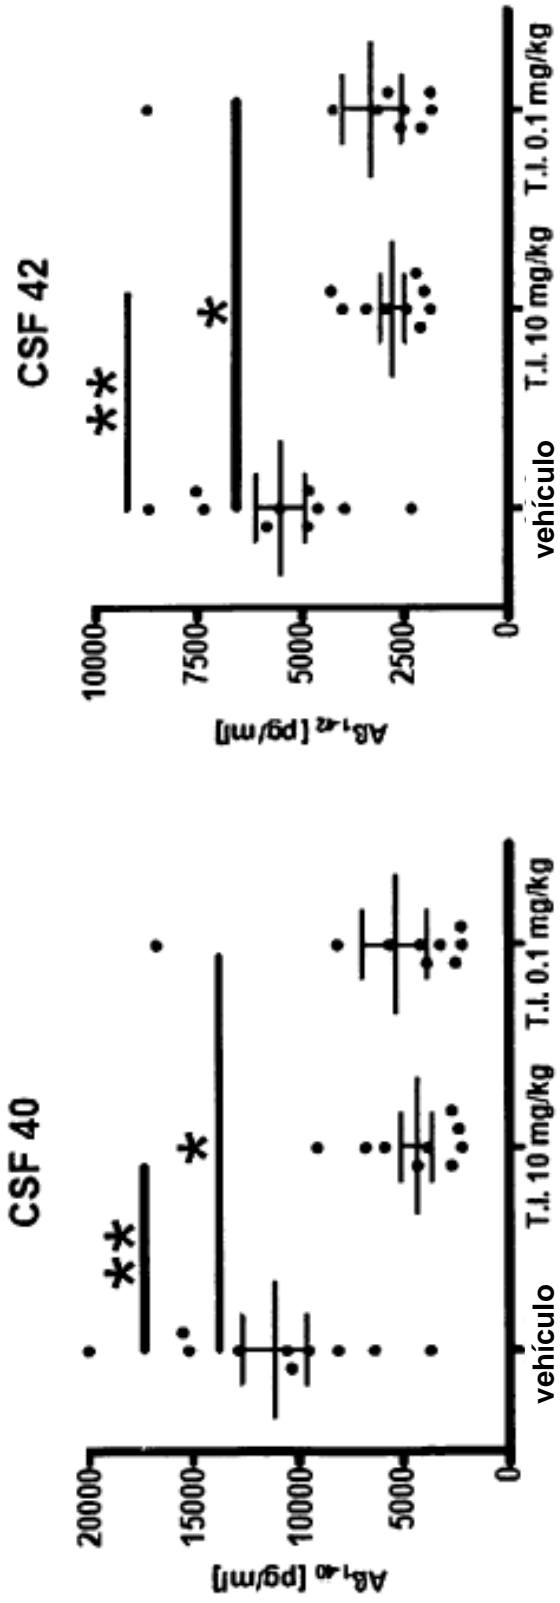 CSF 40
Aβ₁₋₄₀ [pg/ml]
20000
15000
10000
5000
0
**
*
vehículo
T.I. 10 mg/kg
T.I. 0.1 mg/kg
CSF 42
Aβ₁₋₄₂ [pg/ml]
10000
7500
5000
2500
0
**
*
vehículo
T.I. 10 mg/kg
T.I. 0.1 mg/kg